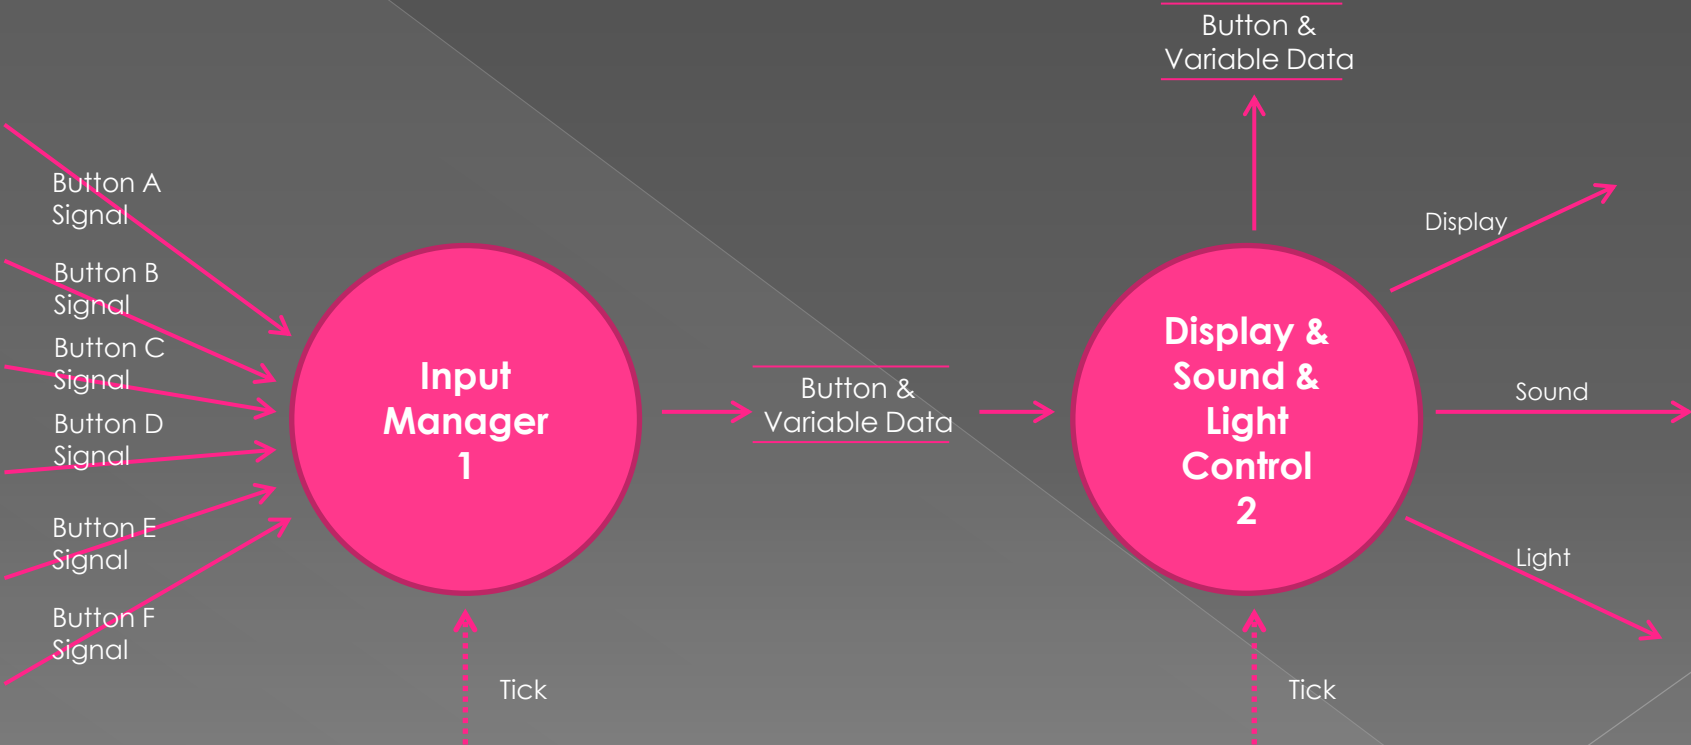 Button &
Variable Data
Button A
Signal
Button B
Signal
Button C
Signal
Button D
Signal
Button E
Signal
Button F
Signal
Input
Manager
1
Tick
Button &
Variable Data
Display &
Sound &
Light
Control
2
Tick
Display
Sound
Light